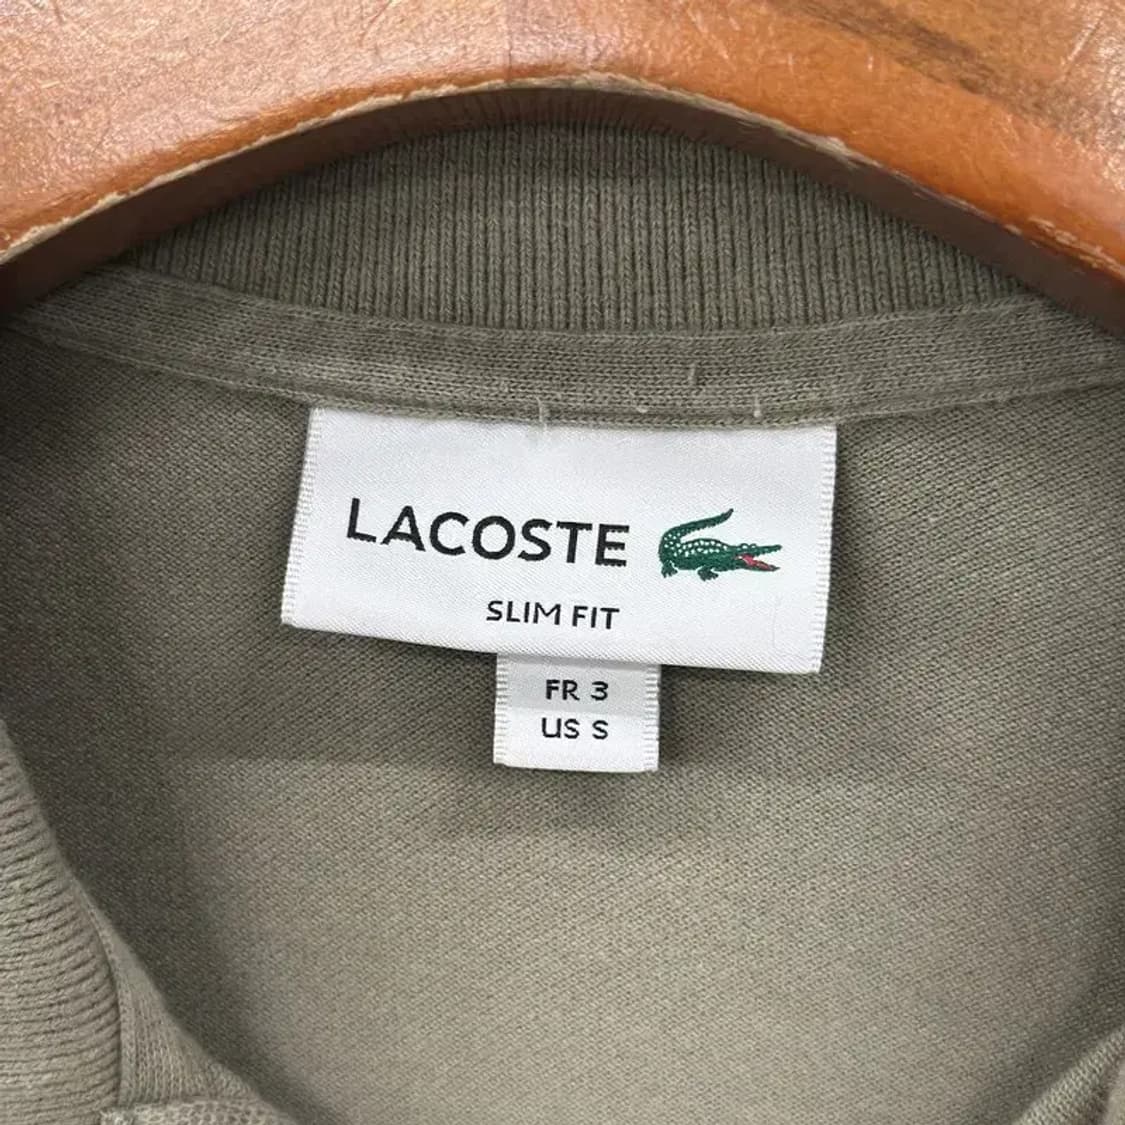 LACOSTE
SLIM FIT
FR 3
US S